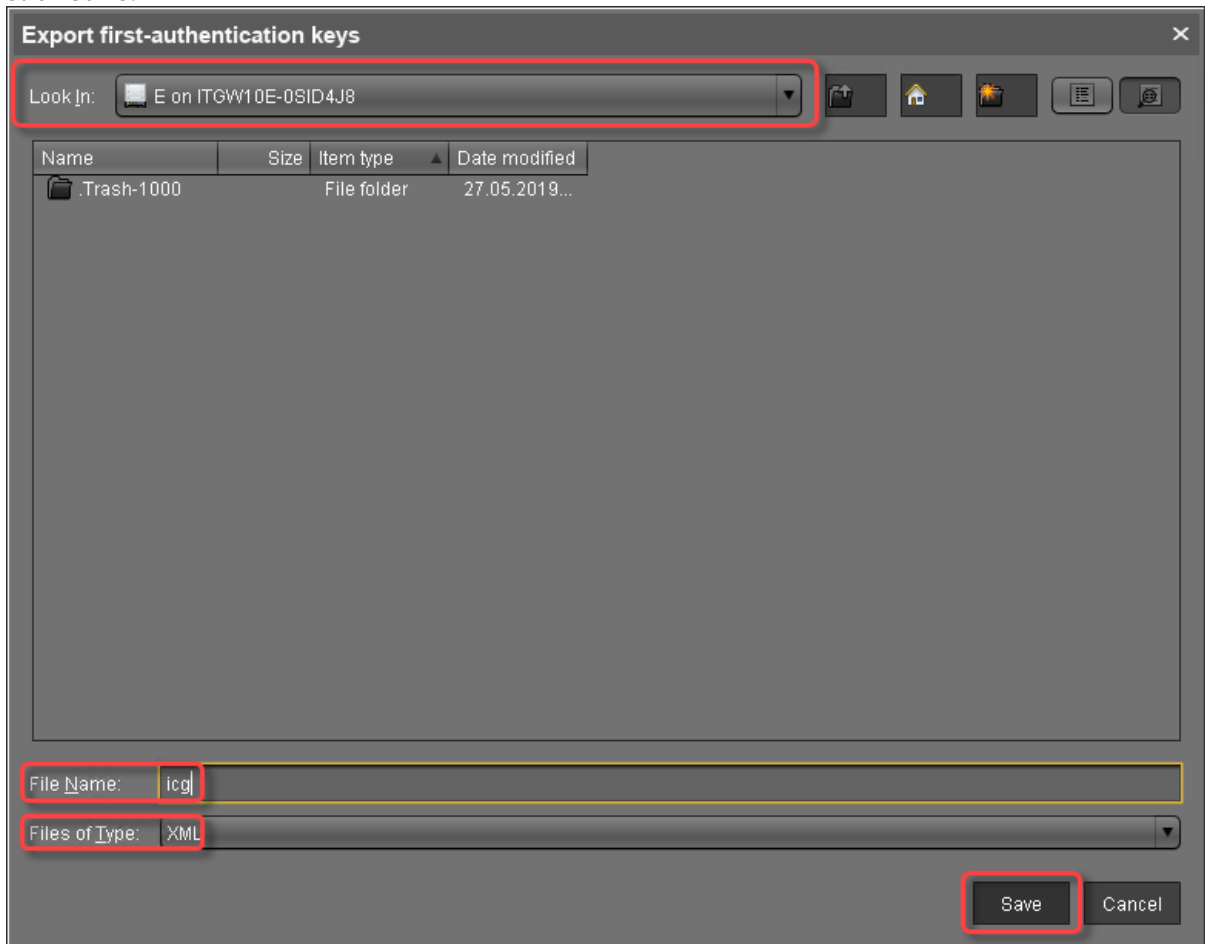 Export first-authentication keys
Look In: E on ITGW10E-0SID4J8
Name Size Item type Date modified
.Trash-1000 File folder 27.05.2019...
File Name: icg
Files of Type: XML
Save Cancel